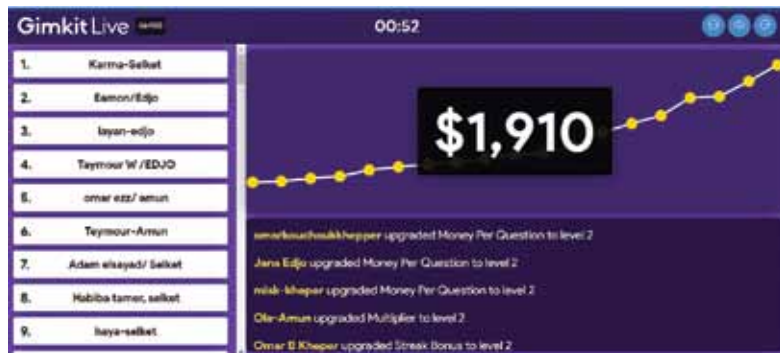 Gimkit Live
00:52
1. Karma-Selket
2. Eamon/Edjo
3. layan-edjo
4. Taymour W /EDJO
5. omar ezz/ amun
6. Teymour-Amun
7. Adam elsayad/ Selket
8. Habiba tamer, selket
9. haya-selket
$1,910
upgraded Money Per Question to level 2
Jana Edjo upgraded Money Per Question to level 2
misk-kheper upgraded Money Per Question to level 2
Ola-Amun upgraded Multiplier to level 2
Omar B Kheper upgraded Streak Bonus to level 2